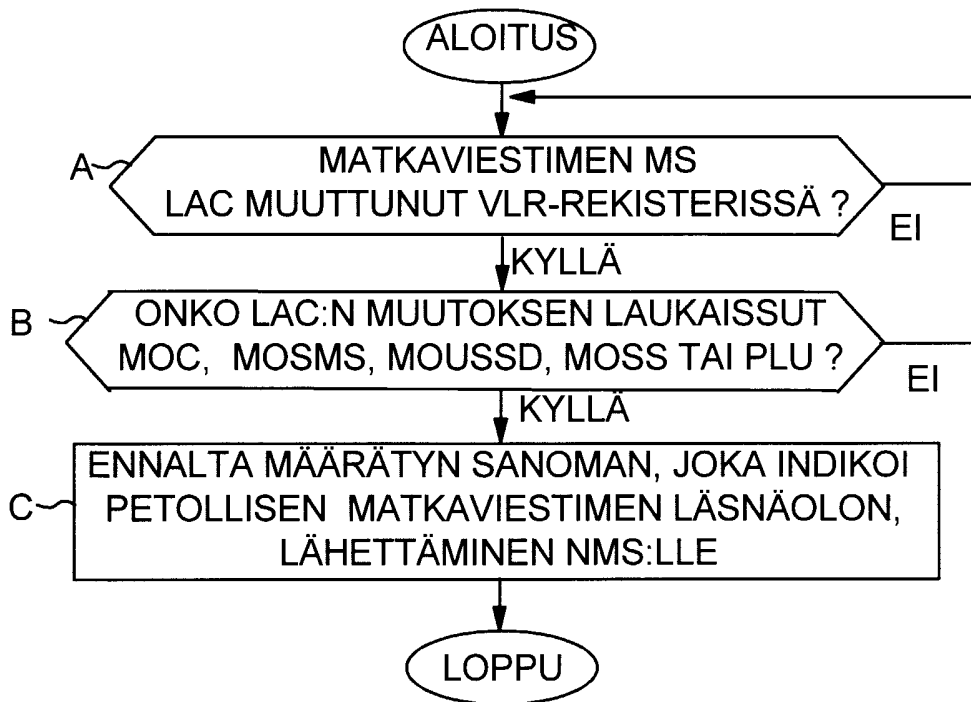 ALOITUS
A
MATKAVIESTIMEN MS
LAC MUUTTUNUT VLR-REKISTERISSÄ ?
EI
KYLLÄ
B
ONKO LAC:N MUUTOKSEN LAUKAISSUT
MOC, MOSMS, MOUSSD, MOSS TAI PLU ?
EI
KYLLÄ
C
ENNALTA MÄÄRÄTYN SANOMAN, JOKA INDIKOI
PETOLLISEN MATKAVIESTIMEN LÄSNÄOLON,
LÄHETTÄMINEN NMS:LLE
LOPPU